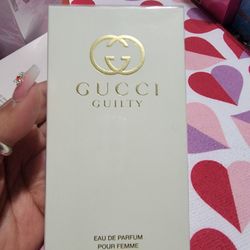 GUCCI
GUILTY
EAU DE PARFUM
POUR FEMME